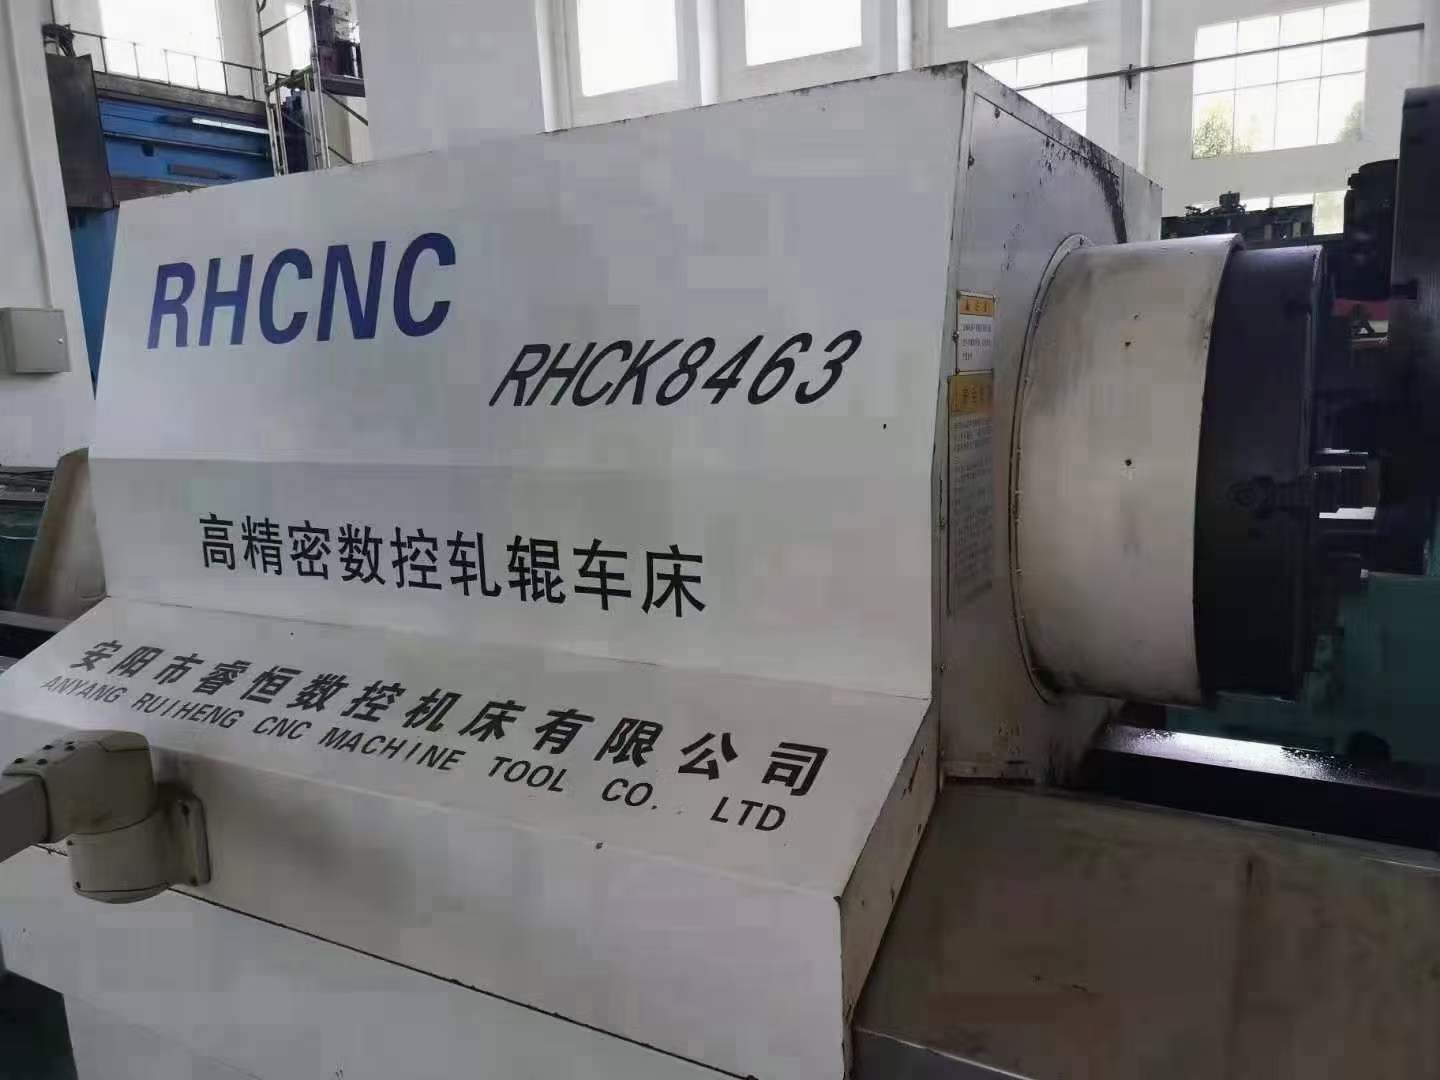 RHCNC
RHCK8463
高精密数控轧辊车床
安阳市睿恒数控机床有限公司
ANYANG RUIHENG CNC MACHINE TOOL CO. LTD